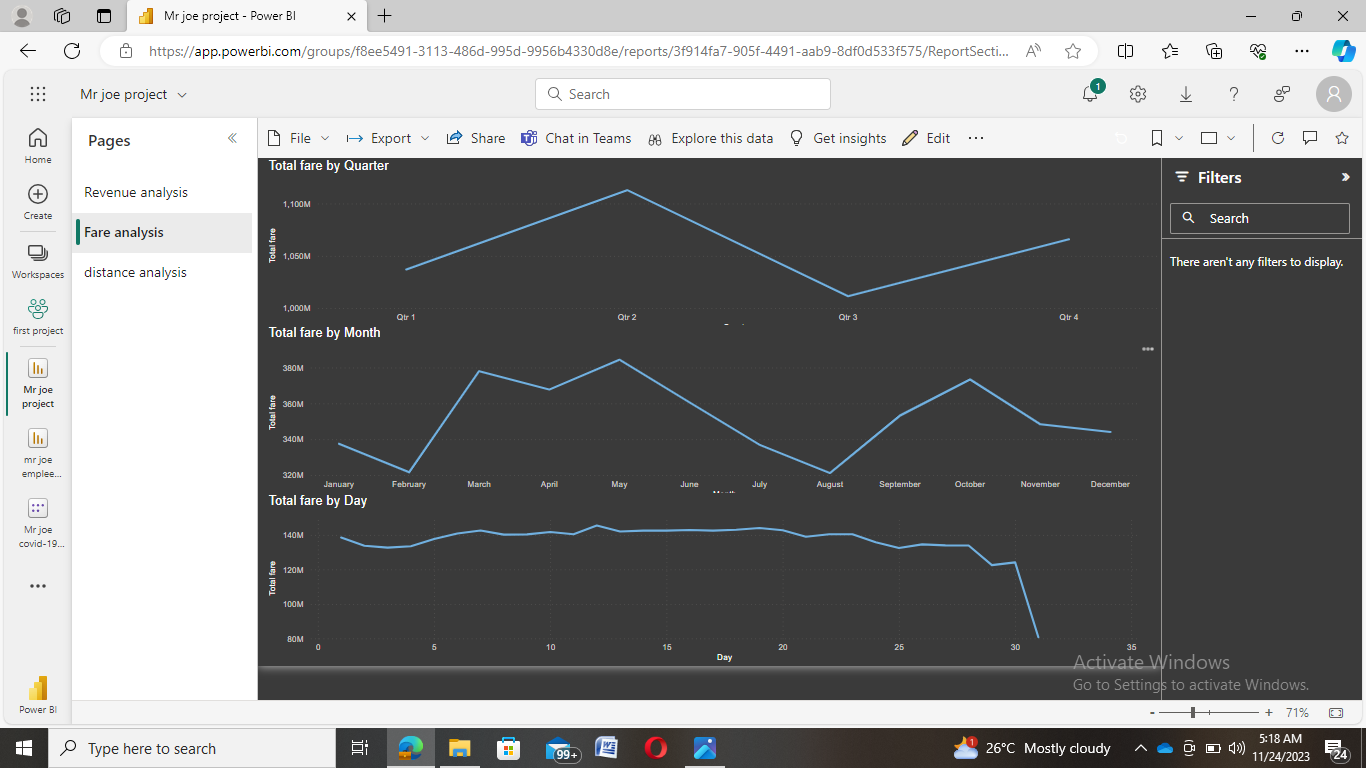 Mr joe project - Power BI
https://app.powerbi.com/groups/f8ee5491-3113-486d-995d-9956b4330d8e/reports/3f914fa7-905f-4491-aab9-8df0d533f575/ReportSecti...
Mr joe project
Search
1
Home
Create
Workspaces
first project
Mr joe
project
mr joe
emplee...
Mr joe
covid-19...
Power BI
Pages
Revenue analysis
Fare analysis
distance analysis
File
Export
Share
Chat in Teams
Explore this data
Get insights
Edit
Total fare by Quarter
Total fare
1,100M
1,050M
1,000M
Qtr 1 Qtr 2 Qtr 3 Qtr 4
Total fare by Month
Total fare
380M
360M
340M
320M
January February March April May June July August September October November December
Total fare by Day
Total fare
140M
120M
100M
80M
0 5 10 15 20 25 30 35
Day
Filters
Search
There aren't any filters to display.
Activate Windows
Go to Settings to activate Windows.
- + 71%
Type here to search
99+
1
26°C Mostly cloudy
5:18 AM
11/24/2023
24